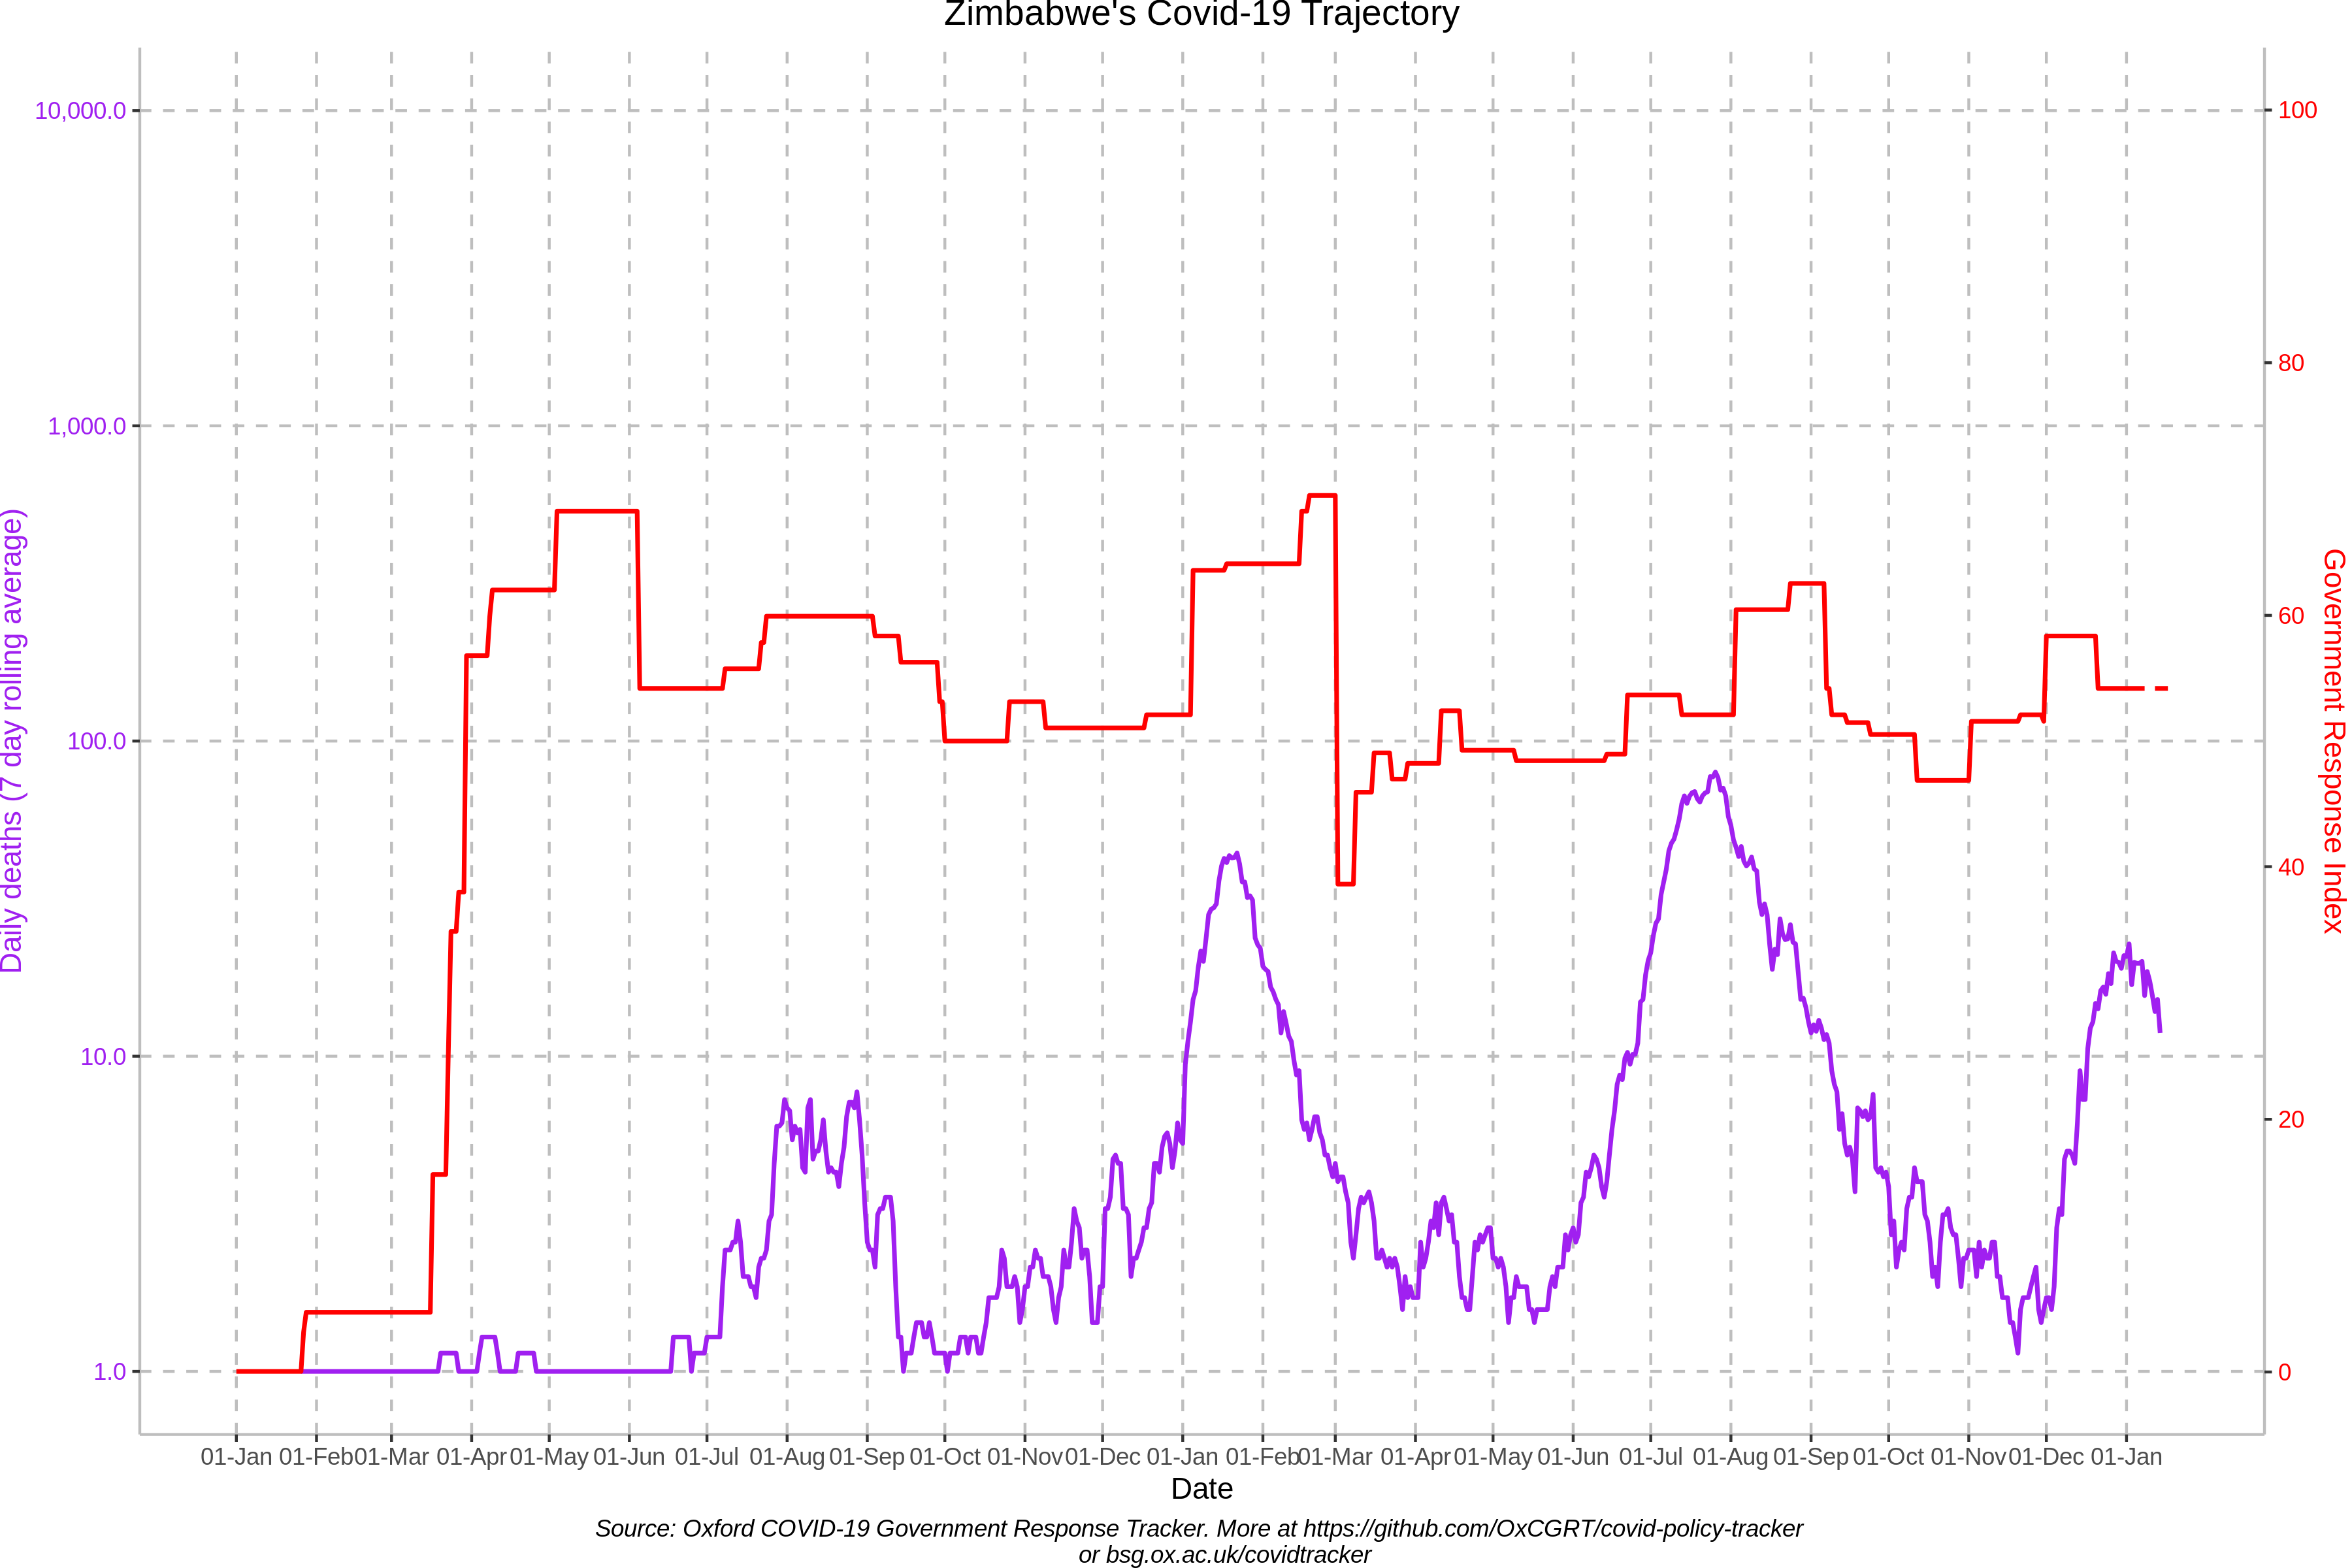 Zimbabwe's Covid-19 Trajectory
10,000.0
1,000.0
100.0
10.0
1.0
Daily deaths (7 day rolling average)
100
80
60
40
20
0
Government Response Index
01-Jan 01-Feb 01-Mar 01-Apr 01-May 01-Jun 01-Jul 01-Aug 01-Sep 01-Oct 01-Nov 01-Dec 01-Jan 01-Feb 01-Mar 01-Apr 01-May 01-Jun 01-Jul 01-Aug 01-Sep 01-Oct 01-Nov 01-Dec 01-Jan
Date
Source: Oxford COVID-19 Government Response Tracker. More at https://github.com/OxCGRT/covid-policy-tracker
or bsg.ox.ac.uk/covidtracker